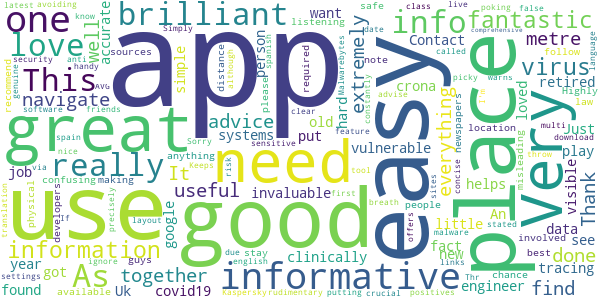 app
use
good
easy
place
great
need
very
informative
brilliant
really
one
love
This
info
fantastic
information
As
virus
navigate
well
accurate
simple
advice
useful
It
together
extremely
everything
metre
retired
Thank
done
find
engineer
tracing
data
see
visible
just
play
loved
Contact
want
person
listening
distance
required
please
although
hard
old
put
systems
vulnerable
invaluable
clinically
covid19
Uk
google
anything
job
via
confusing
making
developers
physical
translation
If
found
year
got
guys
settings
available
ignore
layout
precisely
due
stay
english
risk
sensitive
clear
feature
people
first
tool
breath
offers
sites
links
crucial
positives
malware
putting
Kaspersky
rudimentary
Keeps
nice
spain
software
friends
recommend
security
anti
hand
AVG
Simply
sources
genuine
know
latest
avoiding
crona
note
Malwarebytes
constantly
advise
location
newspapers
concise
little
fact
new
helps
An
stated
best
chance
Thr
involved
download
multi
date
called
warns
picky
safe
class
live
false
poking
comprehensive
follow
law
Highly
misleading
throw
language
spanish
Sorry
day